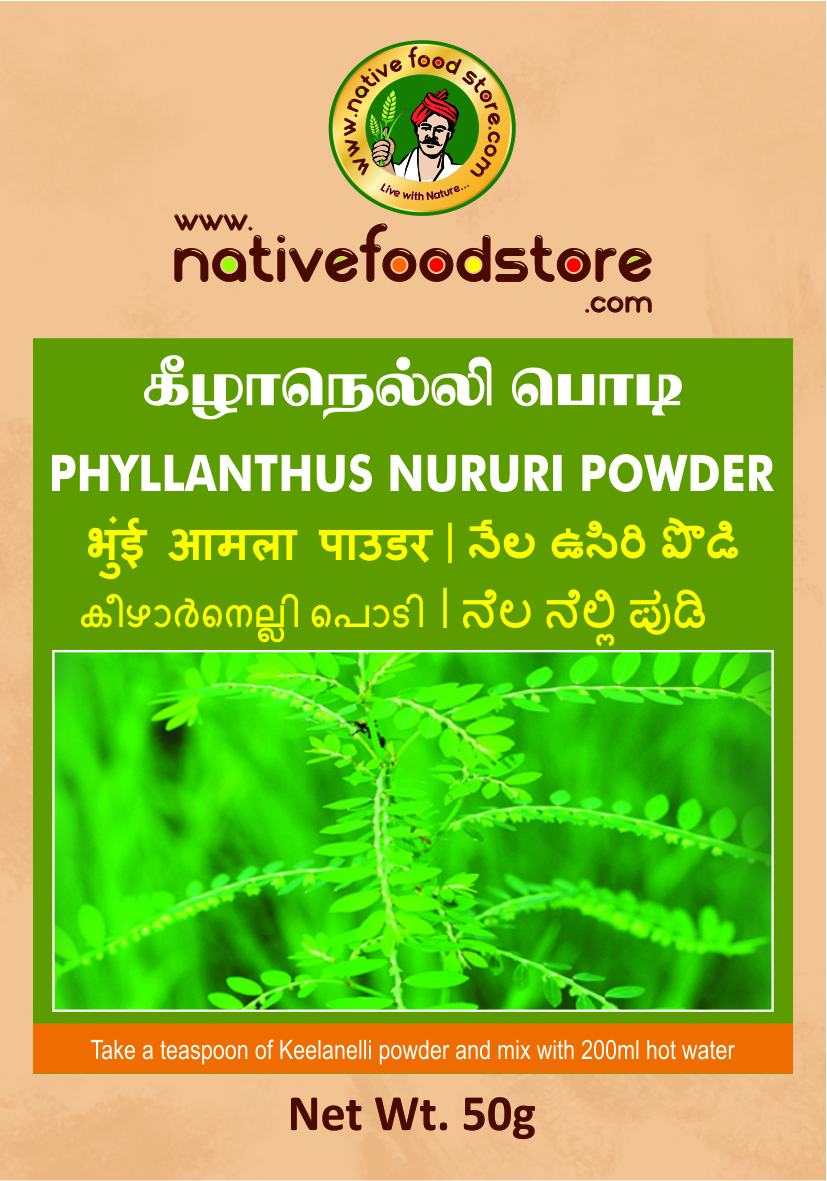 www.native food store.com
Live with Nature...
www.
nativefoodstore
.com
கீழாநெல்லி பொடி
PHYLLANTHUS NURURI POWDER
भुंई आमला पाउडर | నేల ఉసిరి పొడి
കീഴാർനെല്ലി പൊടി | ನೆಲ ನೆಲ್ಲಿ ಪುಡಿ
Take a teaspoon of Keelanelli powder and mix with 200ml hot water
Net Wt. 50g